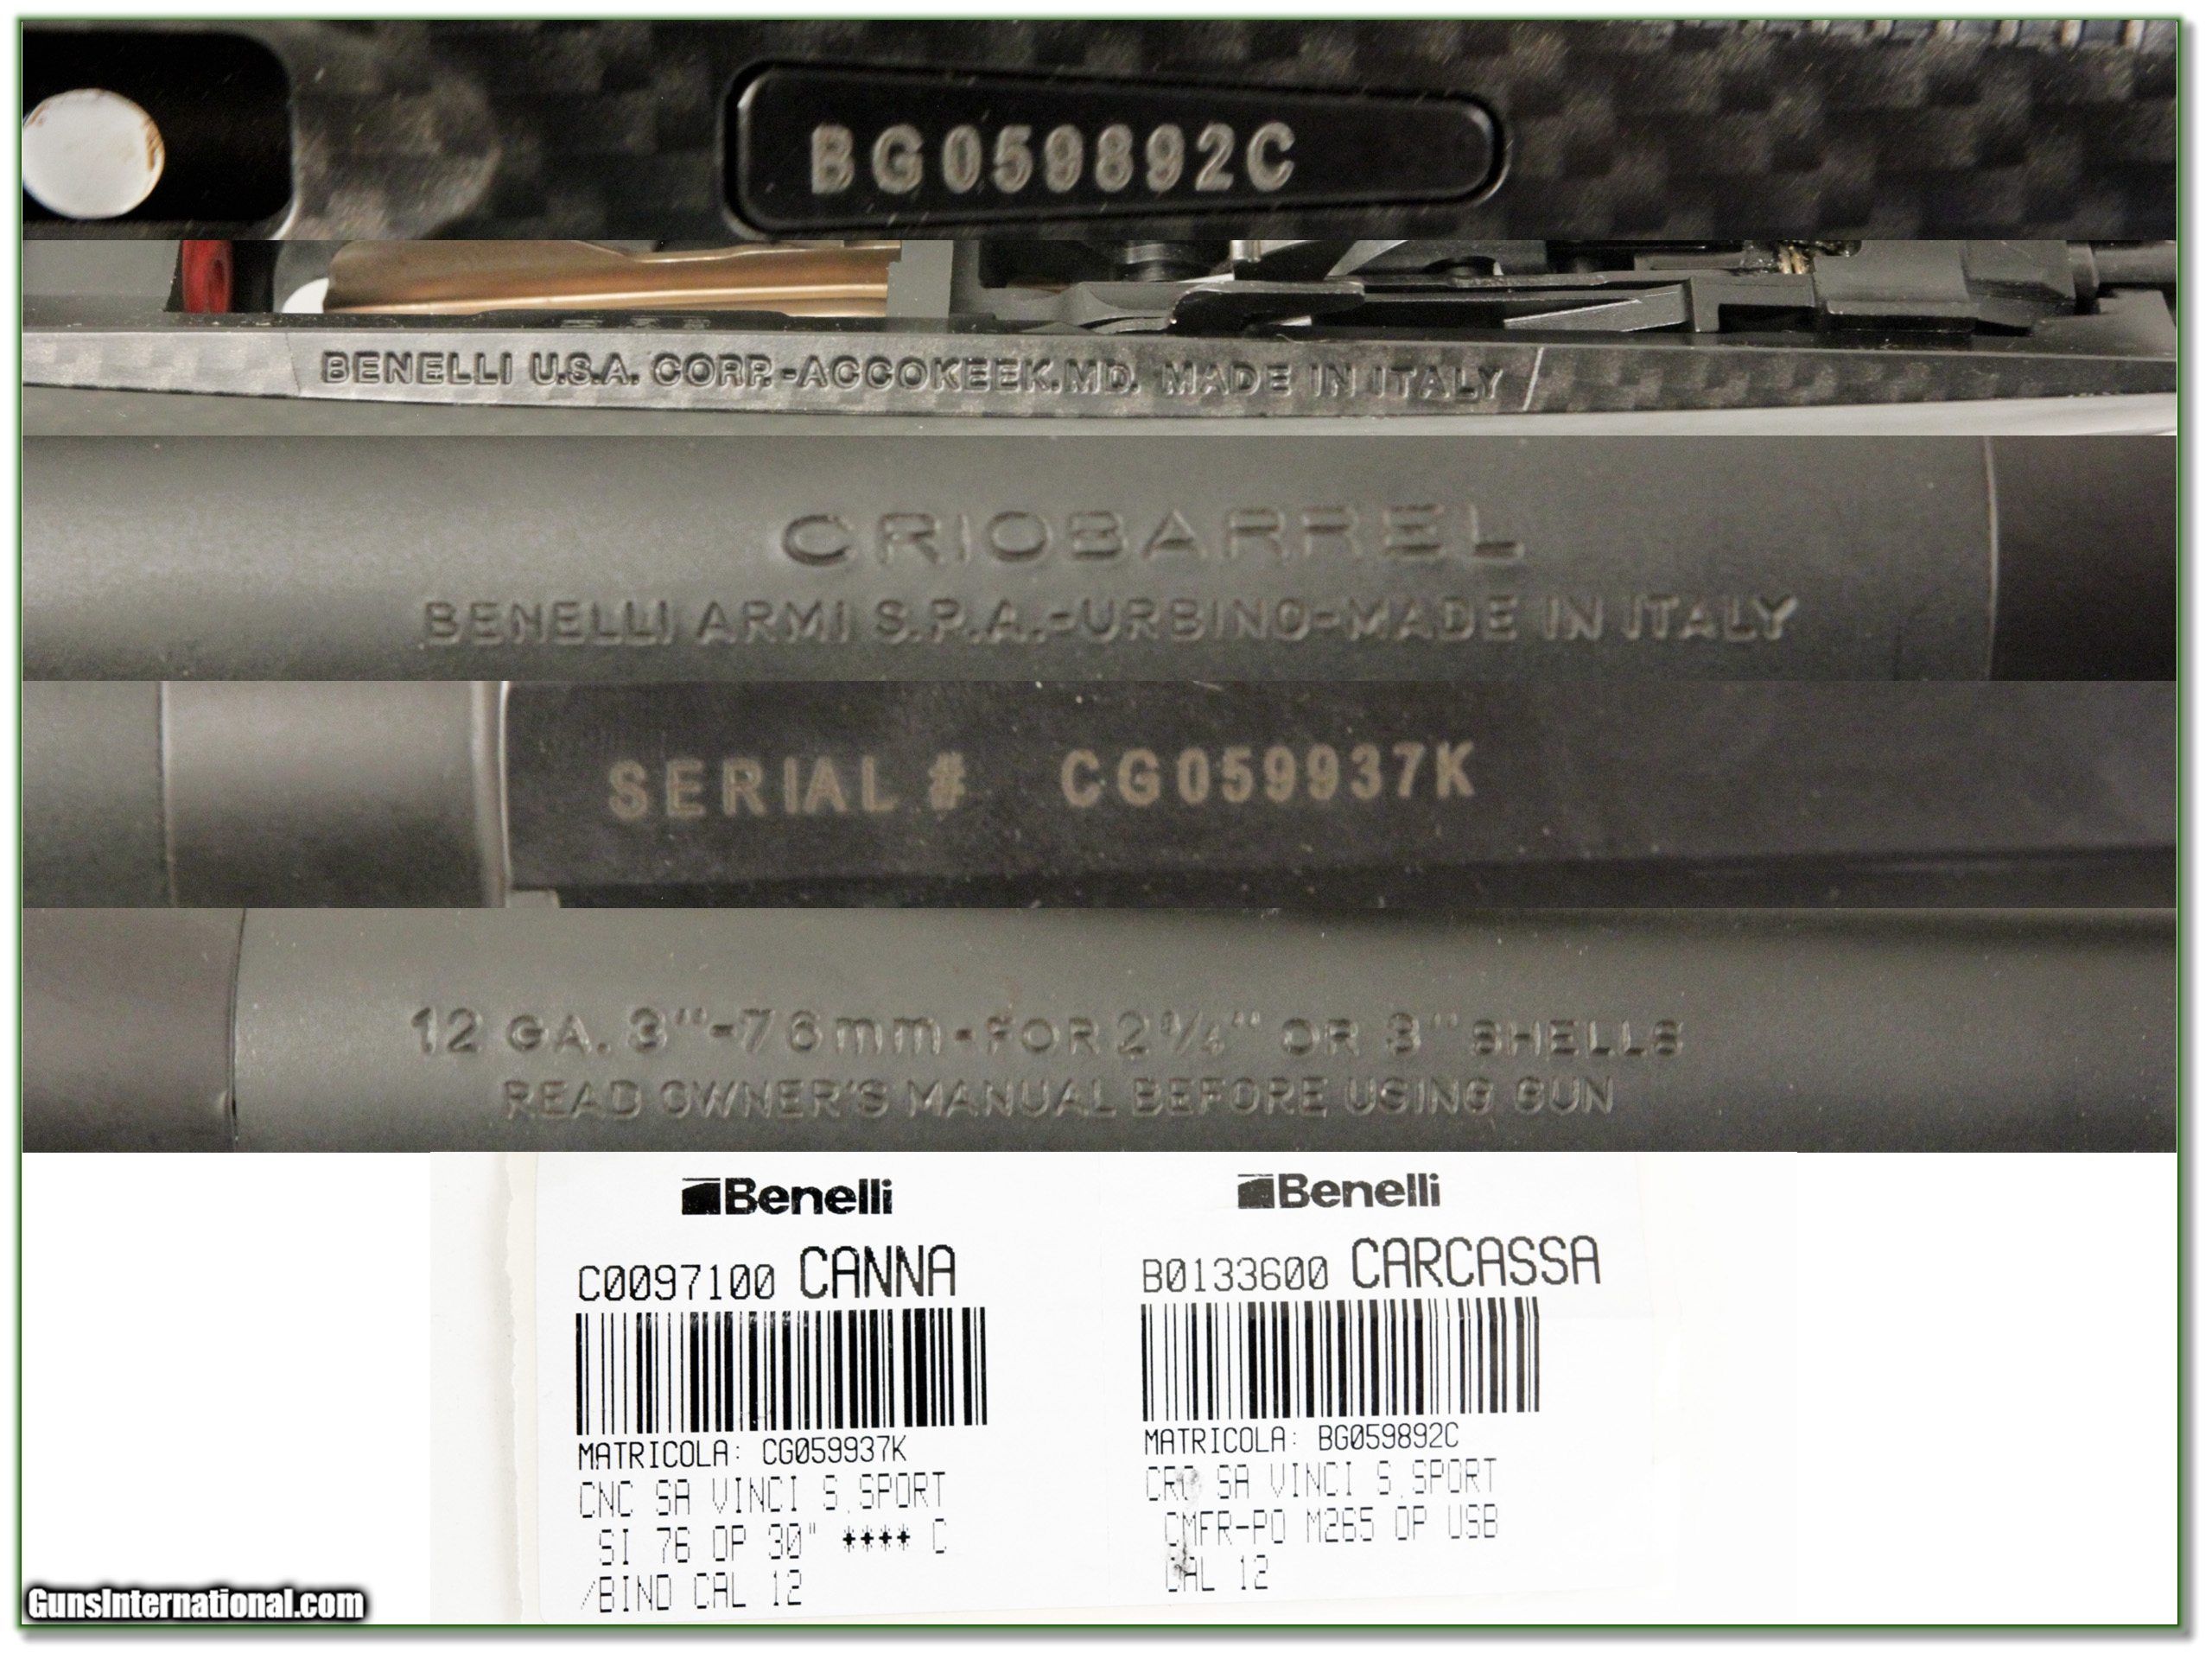 BG059892C
BENELLI U.S.A. CORP.-ACCOKEEK.MD. MADE IN ITALY
CRIOBARREL
BENELLI ARMI S.P.A.-URBINO-MADE IN ITALY
SERIAL # CG059937K
12 GA. 3"-76mm-FOR 2 3/4" OR 3" SHELLS
READ OWNER'S MANUAL BEFORE USING GUN
Benelli
C0097100 CANNA
MATRICOLA: CG059937K
CNC SA VINCI S.SPORT
SI 76 OP 30" **** C
/BIND CAL 12
Benelli
B0133600 CARCASSA
MATRICOLA: BG059892C
SA VINCI S.SPORT
CMFR-PO M265 OP USB
CAL 12
GunsInternational.com